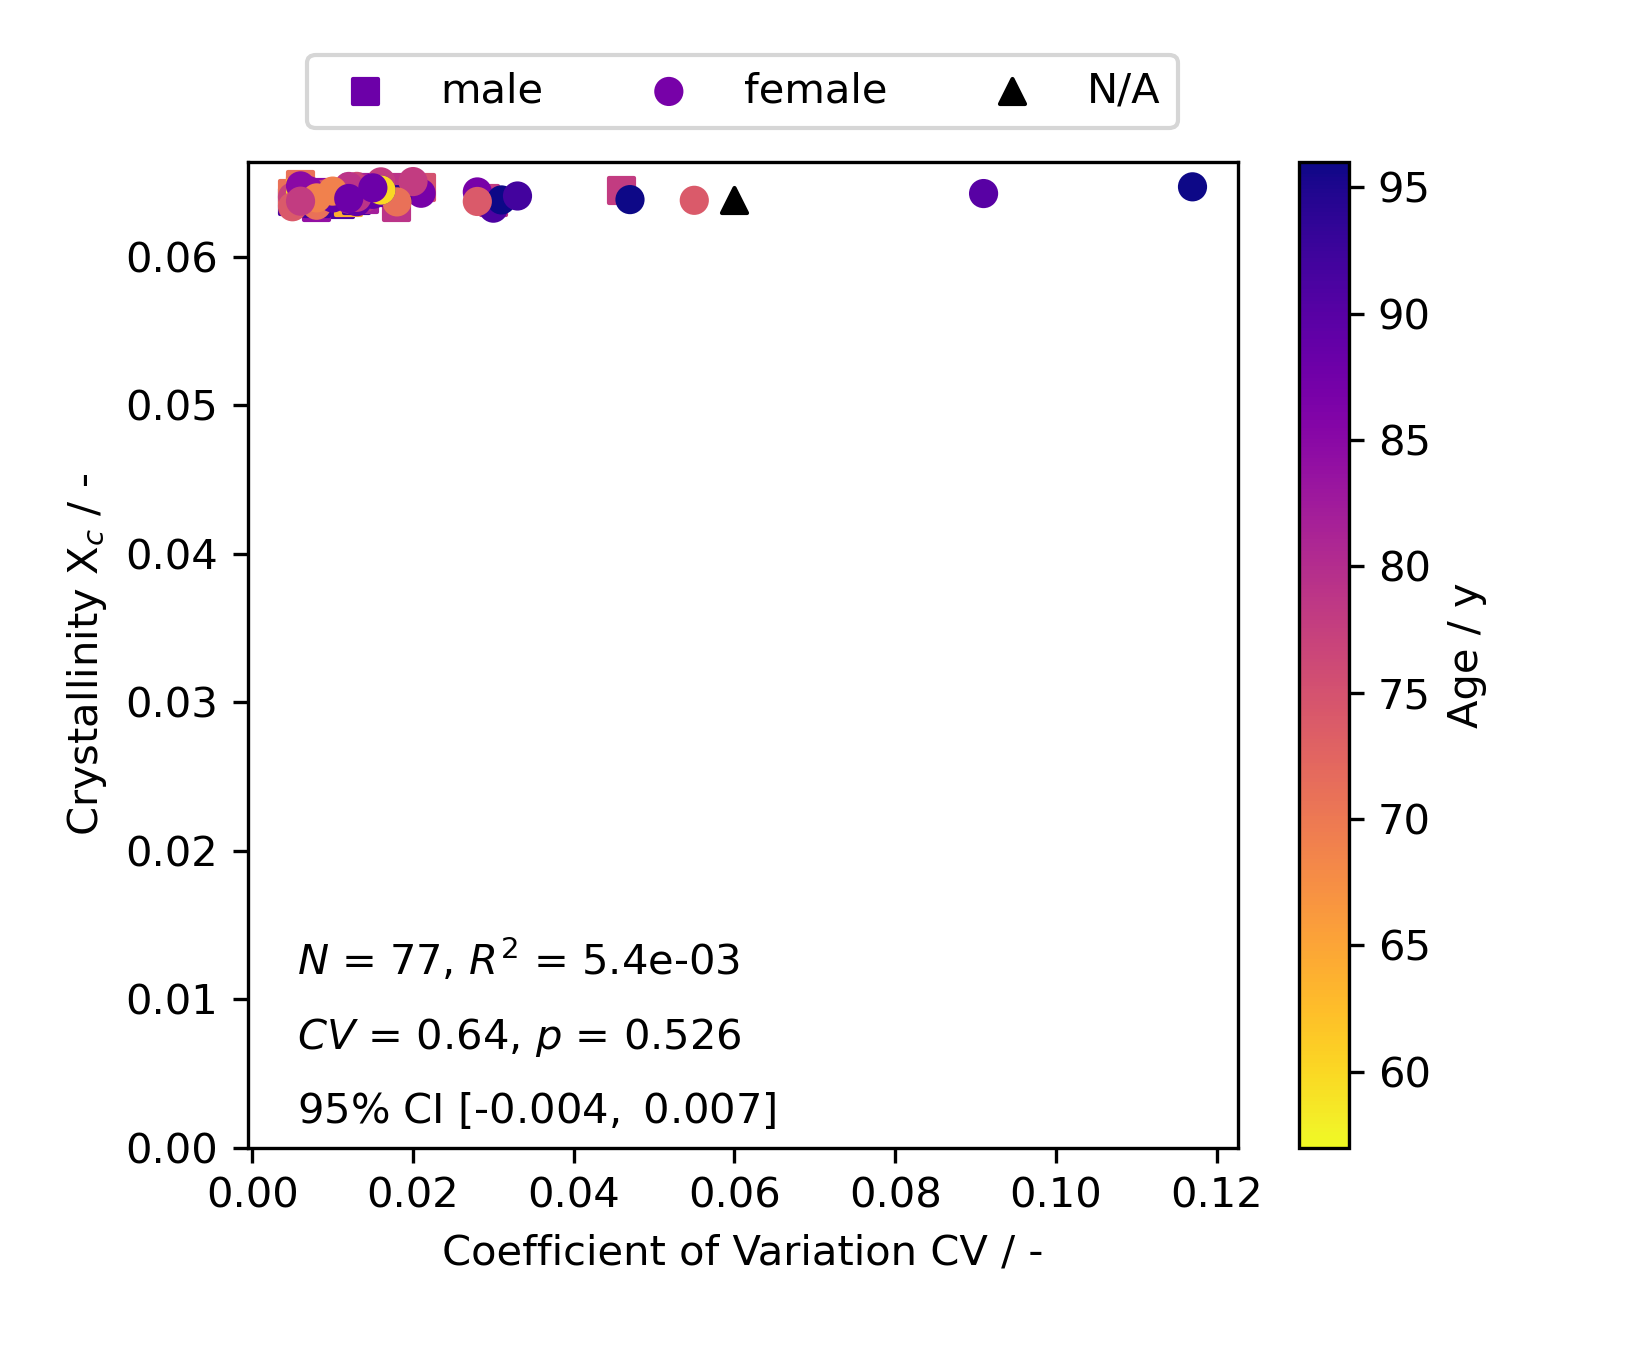 male female N/A
0.06
0.05
0.04
0.03
0.02
0.01
0.00
Crystallinity X_c / -
N = 77, R² = 5.4e-03
CV = 0.64, p = 0.526
95% CI [-0.004, 0.007]
0.00 0.02 0.04 0.06 0.08 0.10 0.12
Coefficient of Variation CV / -
95
90
85
80
75
70
65
60
Age / y